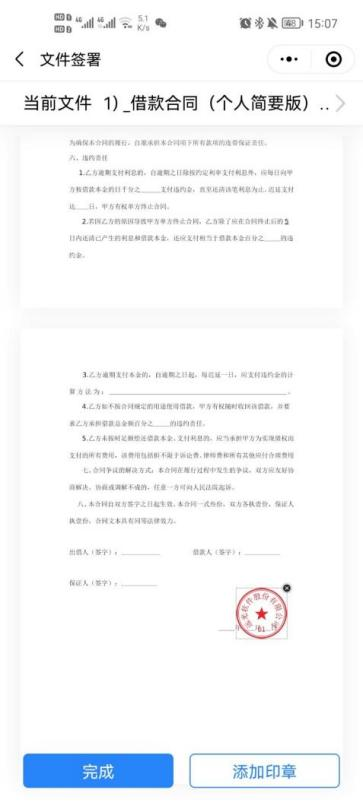 5.1
K/s
48
15:07
文件签署
当前文件 1)_借款合同（个人简要版）..
为确保本合同的履行，自愿承担本合同项下所有款项的连带保证责任。
六、违约责任
1.乙方逾期支付利息的，自逾期之日除按约定利率支付利息外，应每日向甲
方按借款本金的日千分之____支付违约金，直至还清该笔利息为止。迟延支付
达____日，甲方有权单方终止合同。
2.若因乙方的原因导致甲方单方终止合同，乙方除了应在合同终止后的5
日内还清已产生的利息和借款本金，还应支付相当于借款本金百分之____的违
约金。
3.乙方逾期支付本金的，自逾期之日起，每迟延一日，应支付违约金的计
算方法为：____。
4.乙方如不按合同规定的用途使用借款，甲方有权随时收回该借款，并要
求乙方承担借款总金额百分之____的违约责任。
5.乙方未按时足额偿还借款本金、支付利息的，应当承担甲方为实现债权而
支付的所有费用，该费用包括但不限于诉讼费、律师费和所有其他应付合理费用
七、合同争议的解决方式：本合同在履行过程中发生的争议，双方应友好协
商解决。协商或调解不成的，任意一方可向人民法院起诉。
八、本合同自双方签字之日起生效。本合同一式叁份，双方各执壹份，保证人
执壹份，合同文本具有同等法律效力。
出借人（签字）：____ 借款人（签字）：____
保证人（签字）：____
软件股份有限公司
01
完成
添加印章